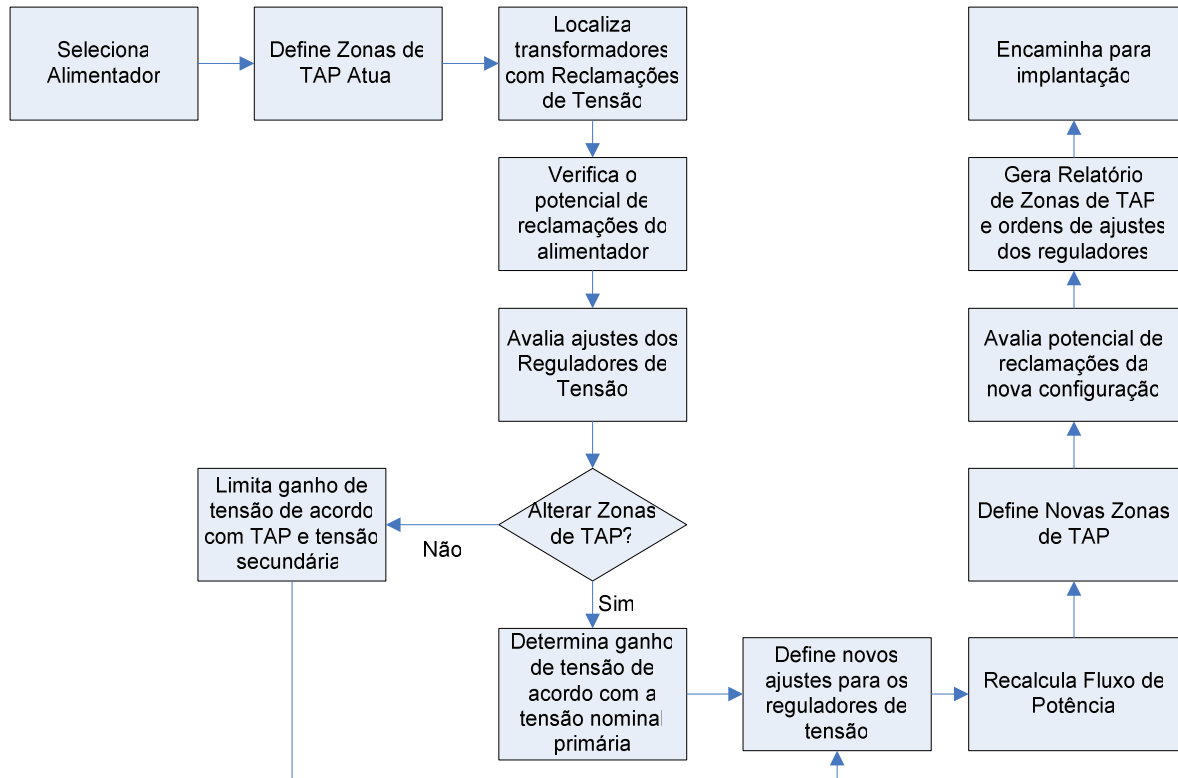 Seleciona
Alimentador
Define Zonas de
TAP Atua
Localiza
transformadores
com Reclamações
de Tensão
Verifica o
potencial de
reclamações do
alimentador
Avalia ajustes dos
Reguladores de
Tensão
Alterar Zonas
de TAP?
Não
Limita ganho de
tensão de acordo
com TAP e tensão
secundária
Sim
Determina ganho
de tensão de
acordo com a
tensão nominal
primária
Define novos
ajustes para os
reguladores de
tensão
Recalcula Fluxo de
Potência
Define Novas Zonas
de TAP
Avalia potencial de
reclamações da
nova configuração
Gera Relatório
de Zonas de TAP
e ordens de ajustes
dos reguladores
Encaminha para
implantação